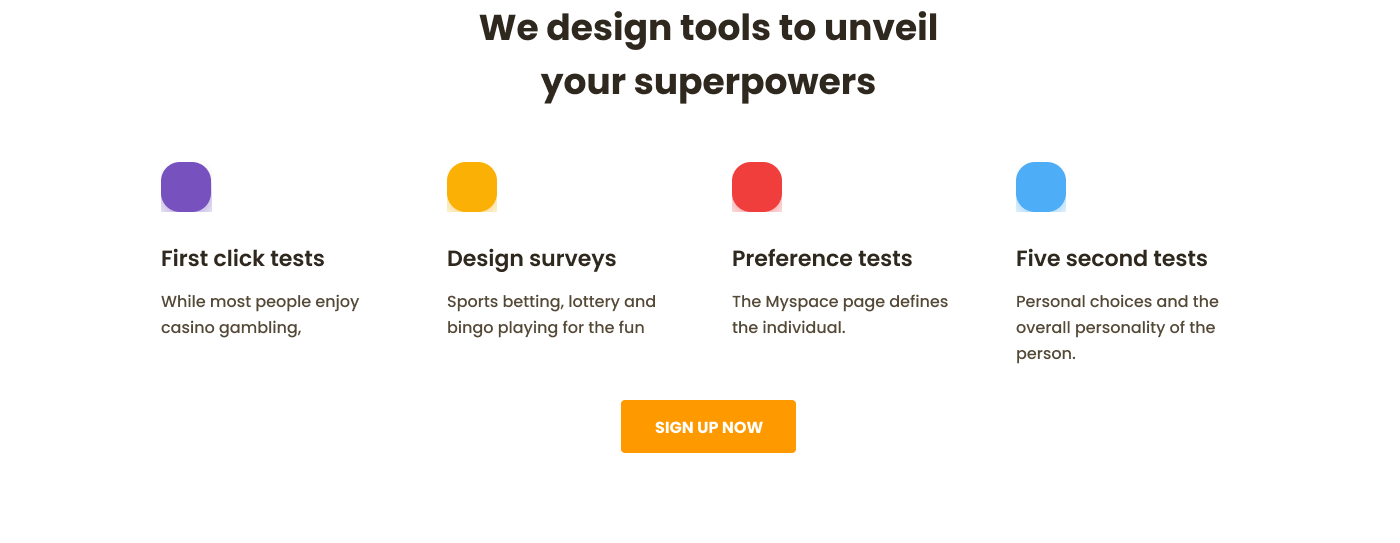 We design tools to unveil
your superpowers
First click tests
While most people enjoy
casino gambling,
Design surveys
Sports betting, lottery and
bingo playing for the fun
Preference tests
The Myspace page defines
the individual.
Five second tests
Personal choices and the
overall personality of the
person.
SIGN UP NOW